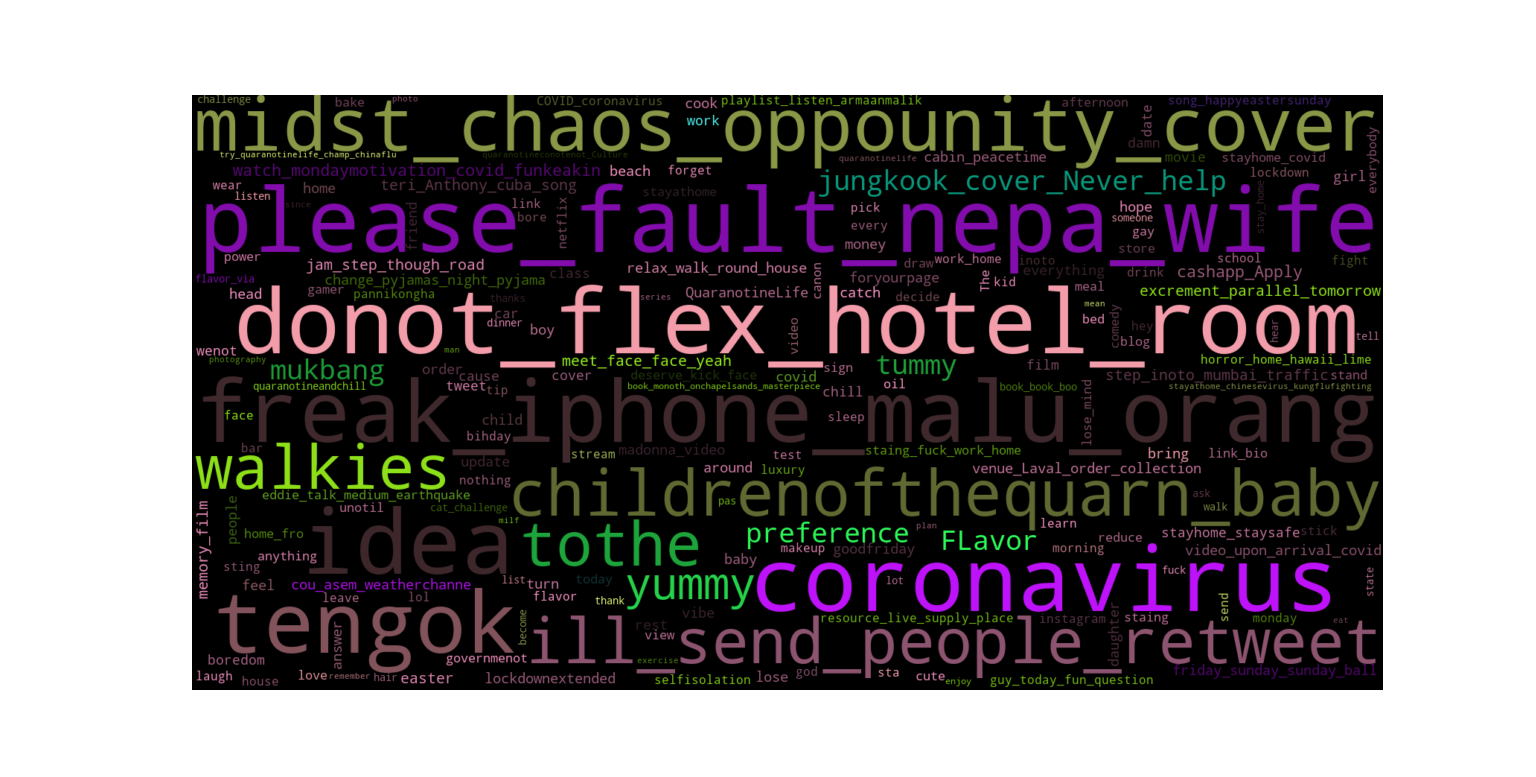 challenge
bake
photo
COVID_coronavirus
cook
playlist_listen_armaanmalik
afternoon
date
song_happyeastersunday
midst_chaos_oppounity_cover
work
damn
everybody
try_quaranotinelife_champ_chinaflu
quaranotineconotenot_Culture
quaranotinelife
cabin_peacetime
movie
stayhome_covid
watch_mondaymotivation_covid_funkeakin
beach
forget
lockdown
girl
wear
home
teri_Anthony_cuba_song
stayathome
jungkook_cover_Never_help
stay_home
listen
since
link
bore
friend
netflix
pick
every
money
hope
someone
gay
store
please_fault_nepa_wife
power
jam_step_though_road
class
relax_walk_round_house
canon
draw
work_home
inoto
school
fight
flavor_via
change_pyjamas_night_pyjama
foryourpage
The
kid
everything
drink
cashapp_Apply
head
gamer
pannikongha
thanks
series
QuaranotineLife
catch
decide
meal
mean
excrement_parallel_tomorrow
donot_flex_hotel_room
car
dinner
boy
video
bed
comedy
hey
blog
hear
tell
wenot
photography
man
meet_face_face_yeah
tummy
film
horror_home_hawaii_lime
mukbang
order
cause
cover
deserve_kick_face
covid
sign
step_inoto_mumbai_traffic
stand
quaranotineandchill
tweet
tip
book_monoth_onchapelsands_masterpiece
chill
oil
book_book_boo
lose_mind
stayathome_chinesevirus_kungflufighting
freak_iphone_malu_orang
face
child
bihday
sleep
bar
update
stream
madonna_video
test
staing_fuck_work_home
bring
link_bio
walkies
nothing
around
luxury
venue_Laval_order_collection
childrenofthequarn_baby
eddie_talk_medium_earthquake
pas
ask
walk
memory_film
people
unotil
cat_challenge
milf
home_fro
idea
tothe
preference
FLavor
plan
learn
reduce
stayhome_staysafe
stick
anything
makeup
goodfriday
morning
video_upon_arrival_covid
sting
baby
coronavirus
feel
cou_asem_weatherchanne
list
turn
today
yummy
lot
fuck
state
leave
lol
flavor
thank
send
tengok
become
vibe
resource_live_supply_place
instagram
staing
monday
eat
answer
rest
view
daughter
ill_send_people_retweet
boredom
governmenot
exercise
laugh
house
love
remember
hair
easter
lockdownextended
selfisolation
lose
god
sta
cute
enjoy
guy_today_fun_question
friday_sunday_sunday_ball